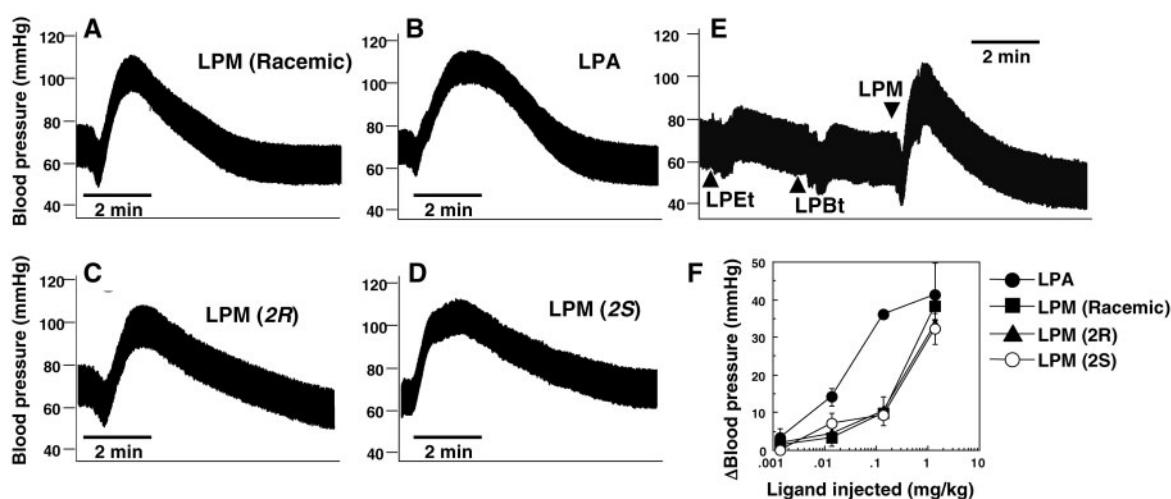 A
LPM (Racemic)
Blood pressure (mmHg)
120
100
80
60
40
2 min
B
LPA
120
100
80
60
40
2 min
E
2 min
LPM
120
100
80
60
40
LPEt
LPBt
C
LPM (2R)
Blood pressure (mmHg)
120
100
80
60
40
2 min
D
LPM (2S)
120
100
80
60
40
2 min
F
ΔBlood pressure (mmHg)
50
40
30
20
10
0
.001 .01 .1 1 10
Ligand injected (mg/kg)
LPA
LPM (Racemic)
LPM (2R)
LPM (2S)